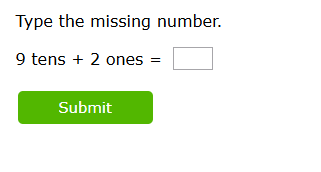 Type the missing number.
9 tens + 2 ones =
Submit